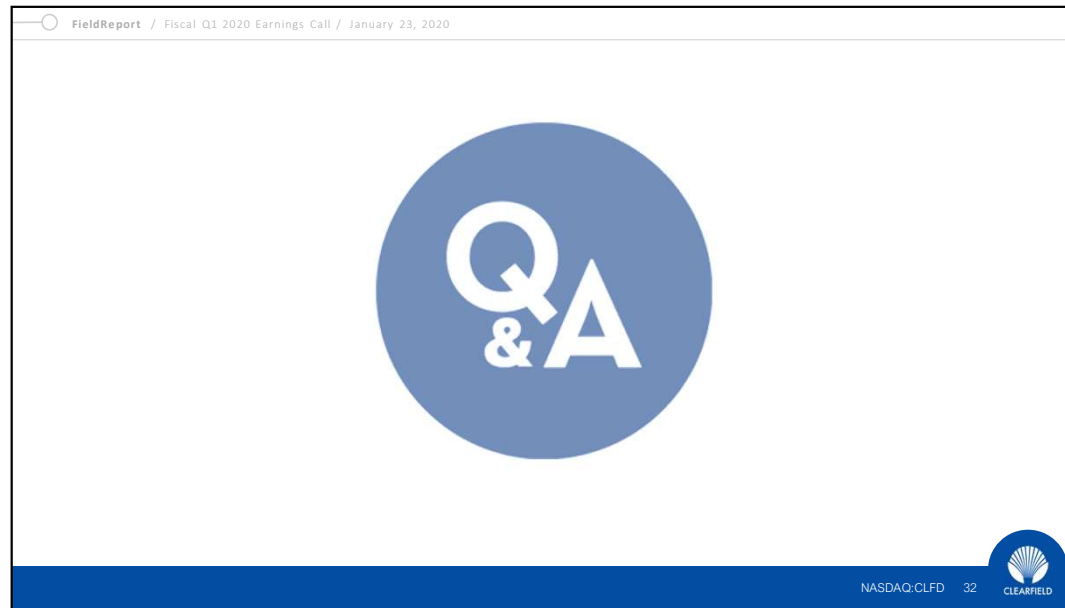 FieldReport / Fiscal Q1 2020 Earnings Call / January 23, 2020
Q
&A
NASDAQ:CLFD 32
CLEARFIELD